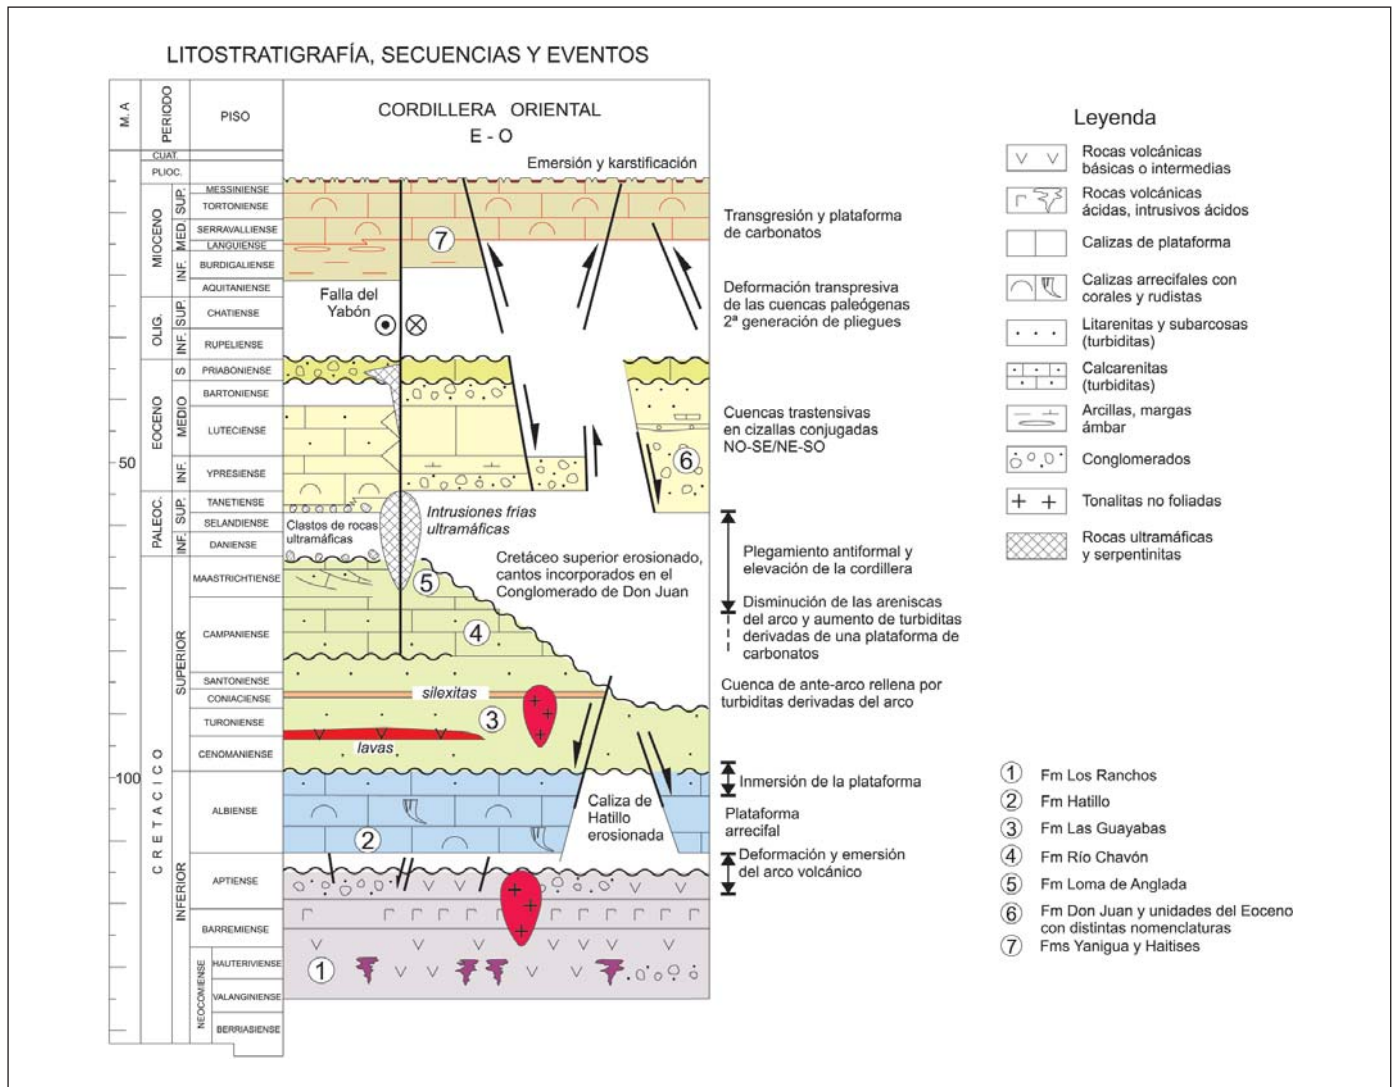 LITOSTRATIGRAFÍA, SECUENCIAS Y EVENTOS
M. A
PERIODO
PISO
CORDILLERA ORIENTAL
E - O
CUAT.
PLIOC.
MIOCENO
SUP.
MED.
INF.
MESSINIENSE
TORTONIENSE
SERRAVALLIENSE
LANGUIENSE
BURDIGALIENSE
AQUITANIENSE
OLIG.
SUP.
INF.
CHATIENSE
RUPELIENSE
EOCENO
S
MEDIO
INF.
PRIABONIENSE
BARTONIENSE
LUTECIENSE
YPRESIENSE
50
PALEOC.
SUP.
INF.
TANETIENSE
SELANDIENSE
DANIENSE
CRETACICO
SUPERIOR
MAASTRICHTIENSE
CAMPANIENSE
SANTONIENSE
CONIACIENSE
TURONIENSE
CENOMANIENSE
100
INFERIOR
ALBIENSE
APTIENSE
BARREMIENSE
NEOCOMIENSE
HAUTERIVIENSE
VALANGINIENSE
BERRIASIENSE
Emersión y karstificación
7
Falla del
Yabón
6
Clastos de rocas
ultramáficas
Intrusiones frías
ultramáficas
5
Cretáceo superior erosionado,
cantos incorporados en el
Conglomerado de Don Juan
4
silexitas
3
lavas
Caliza de
Hatillo
erosionada
2
1
Transgresión y plataforma
de carbonatos
Deformación transpresiva
de las cuencas paleógenas
2ª generación de pliegues
Cuencas trastensivas
en cizallas conjugadas
NO-SE/NE-SO
Plegamiento antiformal y
elevación de la cordillera
Disminución de las areniscas
del arco y aumento de turbiditas
derivadas de una plataforma de
carbonatos
Cuenca de ante-arco rellena por
turbiditas derivadas del arco
Inmersión de la plataforma
Plataforma
arrecifal
Deformación y emersión
del arco volcánico
Leyenda
Rocas volcánicas
básicas o intermedias
Rocas volcánicas
ácidas, intrusivos ácidos
Calizas de plataforma
Calizas arrecifales con
corales y rudistas
Litarenitas y subarcosas
(turbiditas)
Calcarenitas
(turbiditas)
Arcillas, margas
ámbar
Conglomerados
Tonalitas no foliadas
Rocas ultramáficas
y serpentinitas
1 Fm Los Ranchos
2 Fm Hatillo
3 Fm Las Guayabas
4 Fm Río Chavón
5 Fm Loma de Anglada
6 Fm Don Juan y unidades del Eoceno
con distintas nomenclaturas
7 Fms Yanigua y Haitises